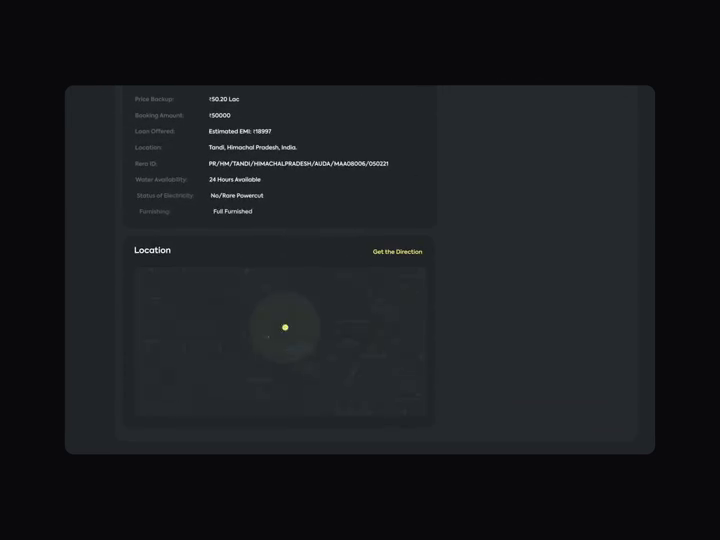 Price Backup: ₹50.20 Lac
Booking Amount: ₹50000
Loan Offered: Estimated EMI: ₹18997
Location: Tandi, Himachal Pradesh, India.
Rera ID: PR/HM/TANDI/HIMACHALPRADESH/AUDA/MAA08006/050221
Water Availability: 24 Hours Available
Status of Electricity: No/Rare Powercut
Furnishing: Full Furnished
Location
Get the Direction